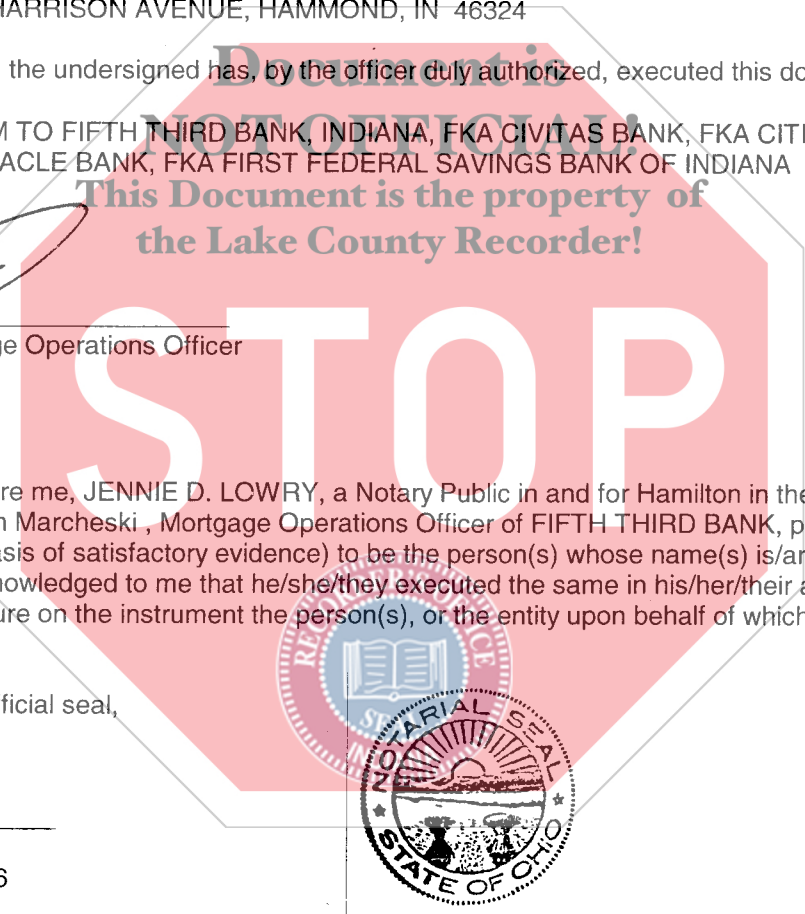 HARRISON AVENUE, HAMMOND, IN 46324
Document is
the undersigned has, by the officer duly authorized, executed this do
NOT OFFICIAL!
M TO FIFTH THIRD BANK, INDIANA, FKA CIVITAS BANK, FKA CITI
ACLE BANK, FKA FIRST FEDERAL SAVINGS BANK OF INDIANA
This Document is the property of
the Lake County Recorder!
ge Operations Officer
STOP
re me, JENNIE D. LOWRY, a Notary Public in and for Hamilton in the
n Marcheski , Mortgage Operations Officer of FIFTH THIRD BANK, p
asis of satisfactory evidence) to be the person(s) whose name(s) is/ar
nowledged to me that he/she/they executed the same in his/her/their a
ure on the instrument the person(s), or the entity upon behalf of which
SEAL
INDIANA
ficial seal,
NOTARIAL SEAL
STATE OF OHIO
6